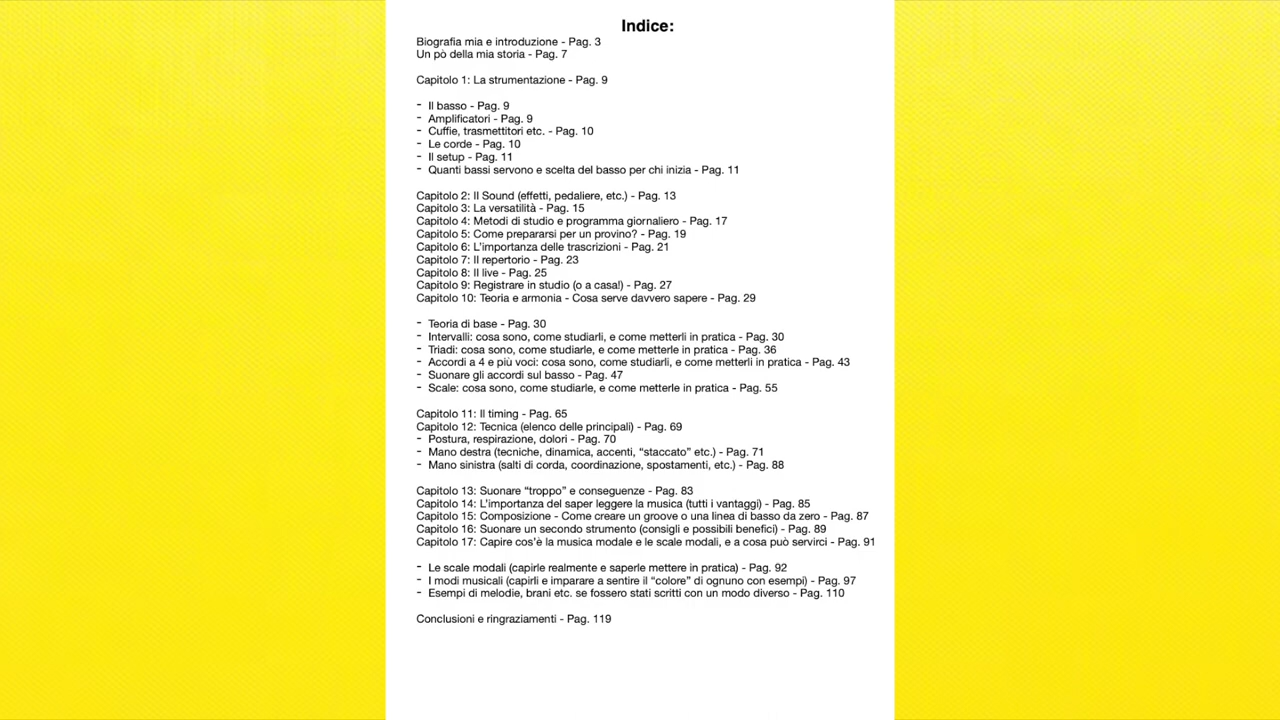 Indice:
Biografia mia e introduzione - Pag. 3
Un pò della mia storia - Pag. 7
Capitolo 1: La strumentazione - Pag. 9
- Il basso - Pag. 9
- Amplificatori - Pag. 9
- Cuffie, trasmettitori etc. - Pag. 10
- Le corde - Pag. 10
- Il setup - Pag. 11
- Quanti bassi servono e scelta del basso per chi inizia - Pag. 11
Capitolo 2: Il Sound (effetti, pedaliere, etc.) - Pag. 13
Capitolo 3: La versatilità - Pag. 15
Capitolo 4: Metodi di studio e programma giornaliero - Pag. 17
Capitolo 5: Come prepararsi per un provino? - Pag. 19
Capitolo 6: L’importanza delle trascrizioni - Pag. 21
Capitolo 7: Il repertorio - Pag. 23
Capitolo 8: Il live - Pag. 25
Capitolo 9: Registrare in studio (o a casa!) - Pag. 27
Capitolo 10: Teoria e armonia - Cosa serve davvero sapere - Pag. 29
- Teoria di base - Pag. 30
- Intervalli: cosa sono, come studiarli, e come metterli in pratica - Pag. 30
- Triadi: cosa sono, come studiarle, e come metterle in pratica - Pag. 36
- Accordi a 4 e più voci: cosa sono, come studiarli, e come metterli in pratica - Pag. 43
- Suonare gli accordi sul basso - Pag. 47
- Scale: cosa sono, come studiarle, e come metterle in pratica - Pag. 55
Capitolo 11: Il timing - Pag. 65
Capitolo 12: Tecnica (elenco delle principali) - Pag. 69
- Postura, respirazione, dolori - Pag. 70
- Mano destra (tecniche, dinamica, accenti, “staccato” etc.) - Pag. 71
- Mano sinistra (salti di corda, coordinazione, spostamenti, etc.) - Pag. 88
Capitolo 13: Suonare “troppo” e conseguenze - Pag. 83
Capitolo 14: L’importanza del saper leggere la musica (tutti i vantaggi) - Pag. 85
Capitolo 15: Composizione - Come creare un groove o una linea di basso da zero - Pag. 87
Capitolo 16: Suonare un secondo strumento (consigli e possibili benefici) - Pag. 89
Capitolo 17: Capire cos’è la musica modale e le scale modali, e a cosa può servirci - Pag. 91
- Le scale modali (capirle realmente e saperle mettere in pratica) - Pag. 92
- I modi musicali (capirli e imparare a sentire il “colore” di ognuno con esempi) - Pag. 97
- Esempi di melodie, brani etc. se fossero stati scritti con un modo diverso - Pag. 110
Conclusioni e ringraziamenti - Pag. 119